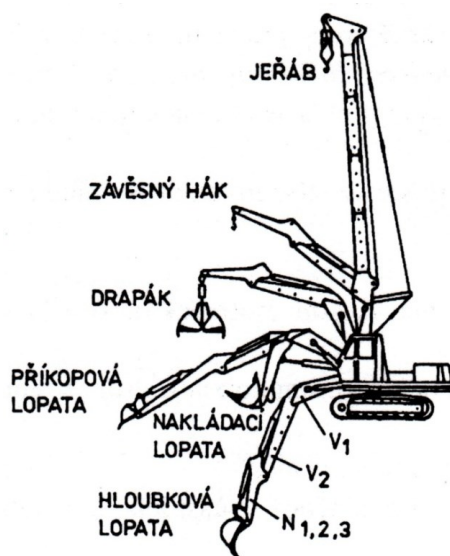 JEŘÁB
ZÁVĚSNÝ HÁK
DRAPÁK
PŘÍKOPOVÁ
LOPATA
NAKLÁDACÍ
LOPATA
V1
V2
HLOUBKOVÁ
LOPATA
N1,2,3